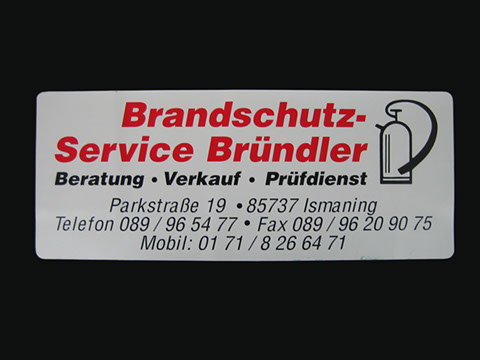 Brandschutz-
Service Bründler
Beratung • Verkauf • Prüfdienst
Parkstraße 19 • 85737 Ismaning
Telefon 089 / 96 54 77 • Fax 089 / 96 20 90 75
Mobil: 01 71 / 8 26 64 71